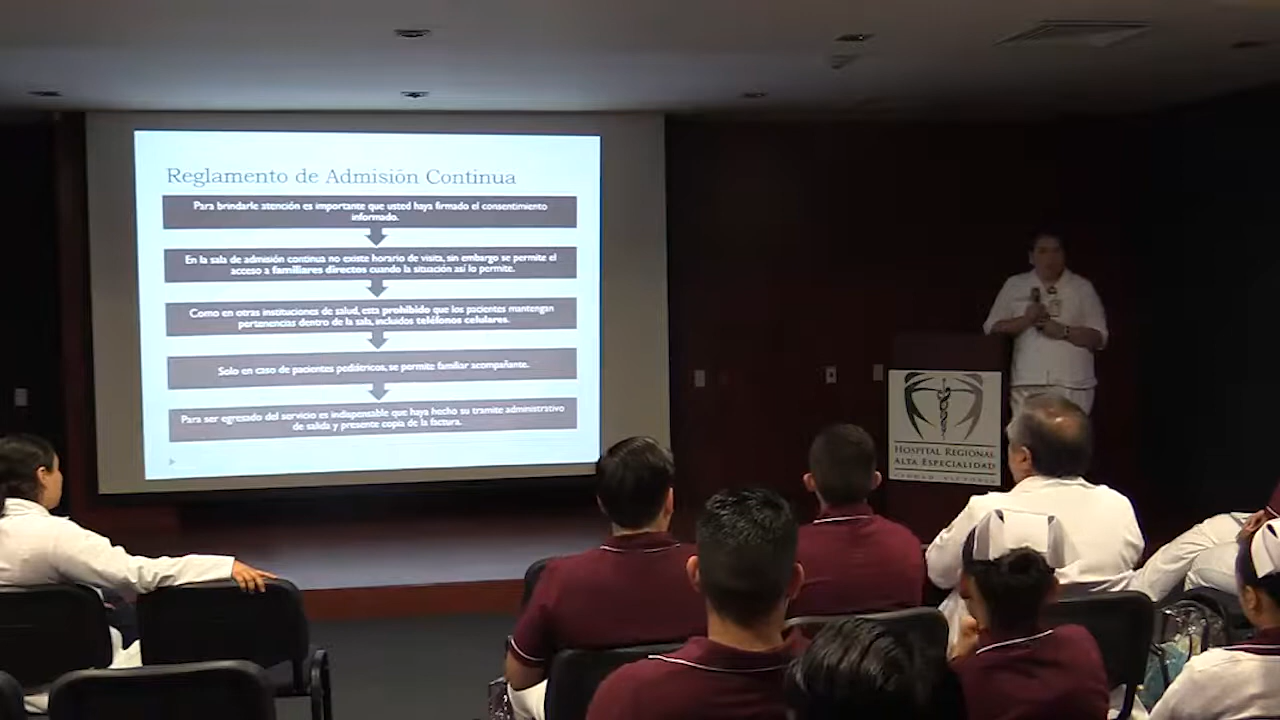 Reglamento de Admisión Continua
Para brindarle atención es importante que usted haya firmado el consentimiento
informado.
En la sala de admisión continua no existe horario de visita, sin embargo se permite el
acceso a familiares directos cuando la situación así lo permite.
Como en otras instituciones de salud, esta prohibido que los pacientes mantengan
pertenencias dentro de la sala, incluidos teléfonos celulares.
Solo en caso de pacientes pediátricos, se permite familiar acompañante.
Para ser egresado del servicio es indispensable que haya hecho su tramite administrativo
de salida y presente copia de la factura.
HOSPITAL REGIONAL
ALTA ESPECIALIDAD